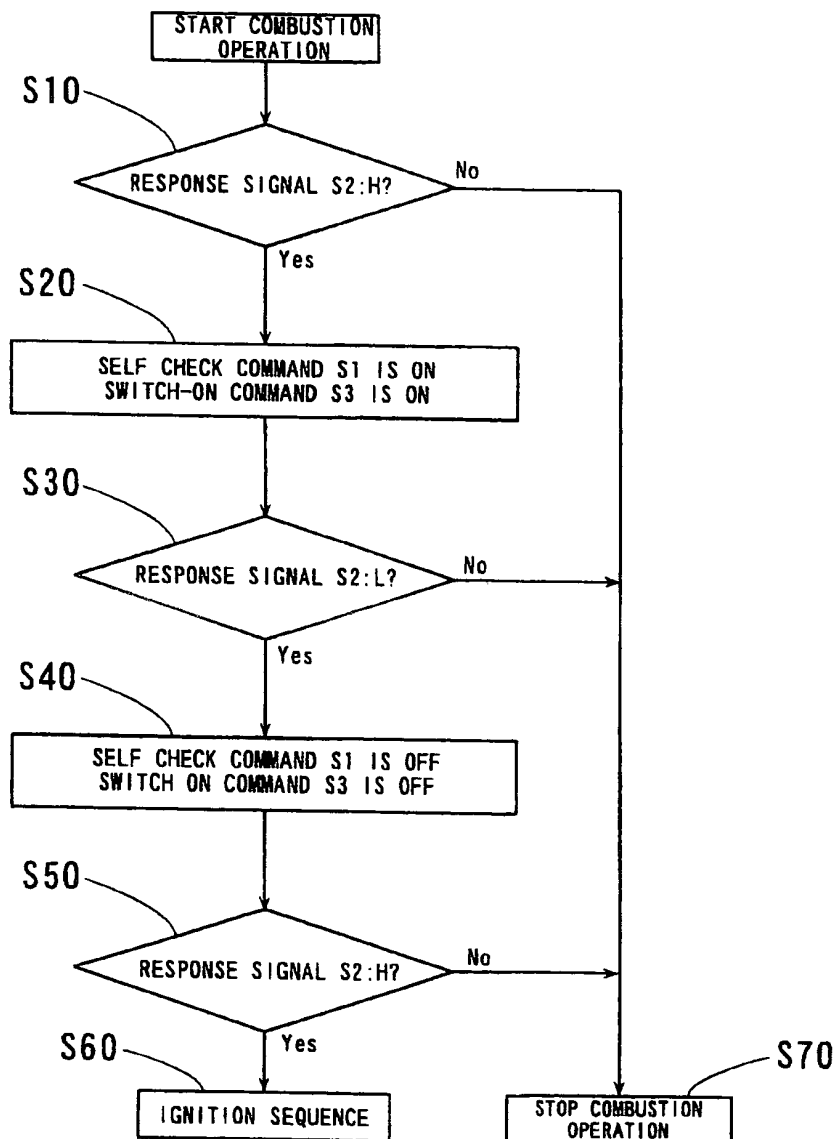 START COMBUSTION
OPERATION
S10
RESPONSE SIGNAL S2:H?
No
Yes
S20
SELF CHECK COMMAND S1 IS ON
SWITCH-ON COMMAND S3 IS ON
S30
RESPONSE SIGNAL S2:L?
No
Yes
S40
SELF CHECK COMMAND S1 IS OFF
SWITCH ON COMMAND S3 IS OFF
S50
RESPONSE SIGNAL S2:H?
No
Yes
S60
IGNITION SEQUENCE
S70
STOP COMBUSTION
OPERATION